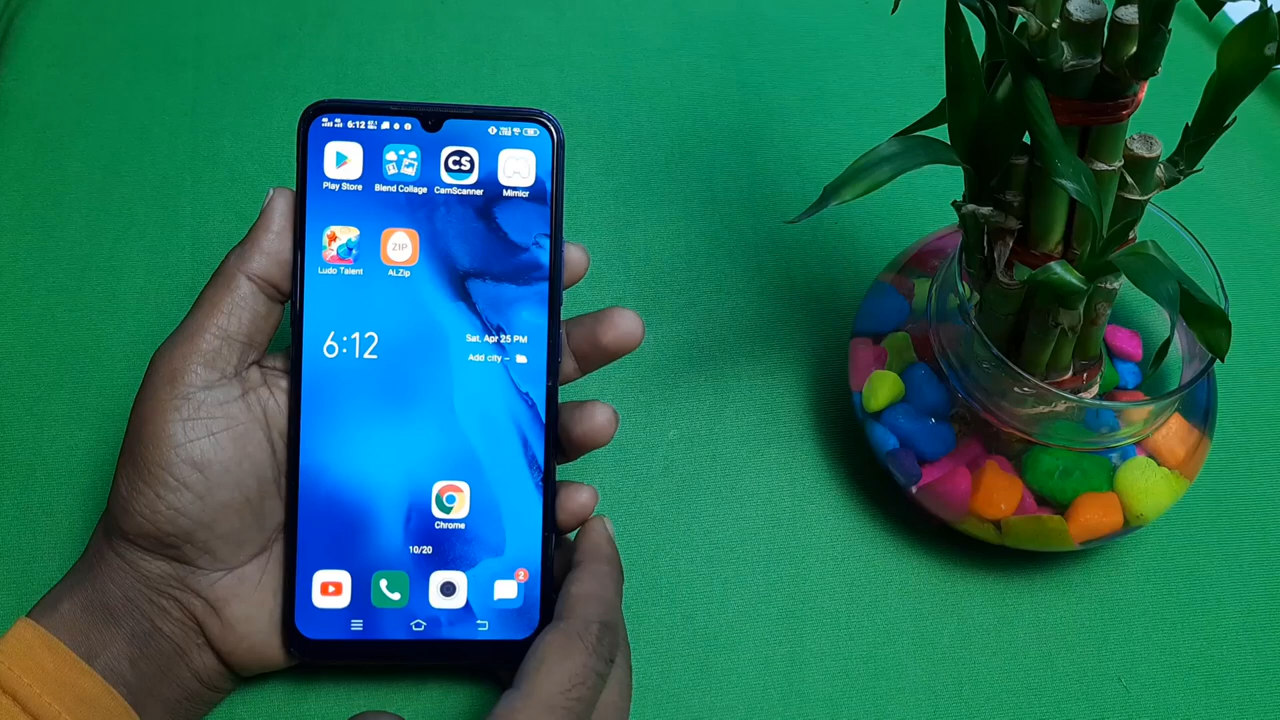 6:12
Play Store
Blend Collage
CamScanner
Mimicr
CS
Ludo Talent
ALZip
ZIP
6:12
Sat, Apr 25 PM
Add city –
Chrome
10/20
2